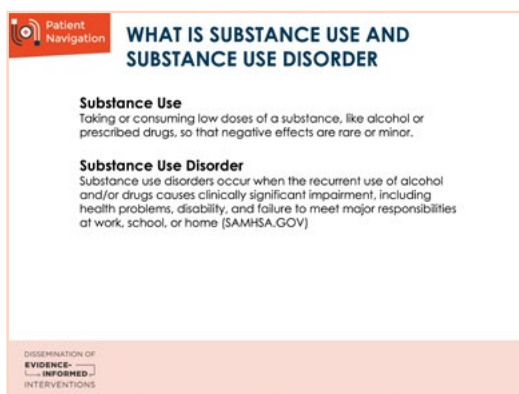 Patient
Navigation
WHAT IS SUBSTANCE USE AND
SUBSTANCE USE DISORDER
Substance Use
Taking or consuming low doses of a substance, like alcohol or
prescribed drugs, so that negative effects are rare or minor.
Substance Use Disorder
Substance use disorders occur when the recurrent use of alcohol
and/or drugs causes clinically significant impairment, including
health problems, disability, and failure to meet major responsibilities
at work, school, or home (SAMHSA.GOV)
DISSEMINATION OF
EVIDENCE-
INFORMED
INTERVENTIONS